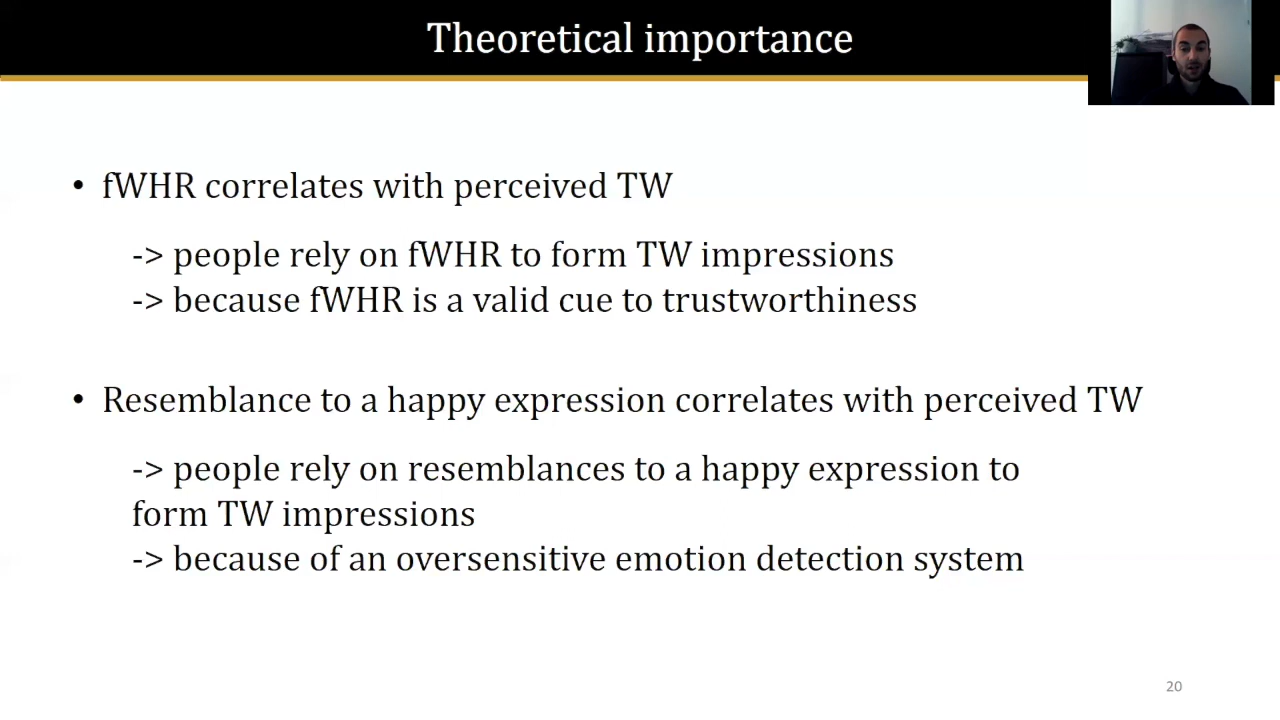 Theoretical importance
• fWHR correlates with perceived TW
-> people rely on fWHR to form TW impressions
-> because fWHR is a valid cue to trustworthiness
• Resemblance to a happy expression correlates with perceived TW
-> people rely on resemblances to a happy expression to
form TW impressions
-> because of an oversensitive emotion detection system
20